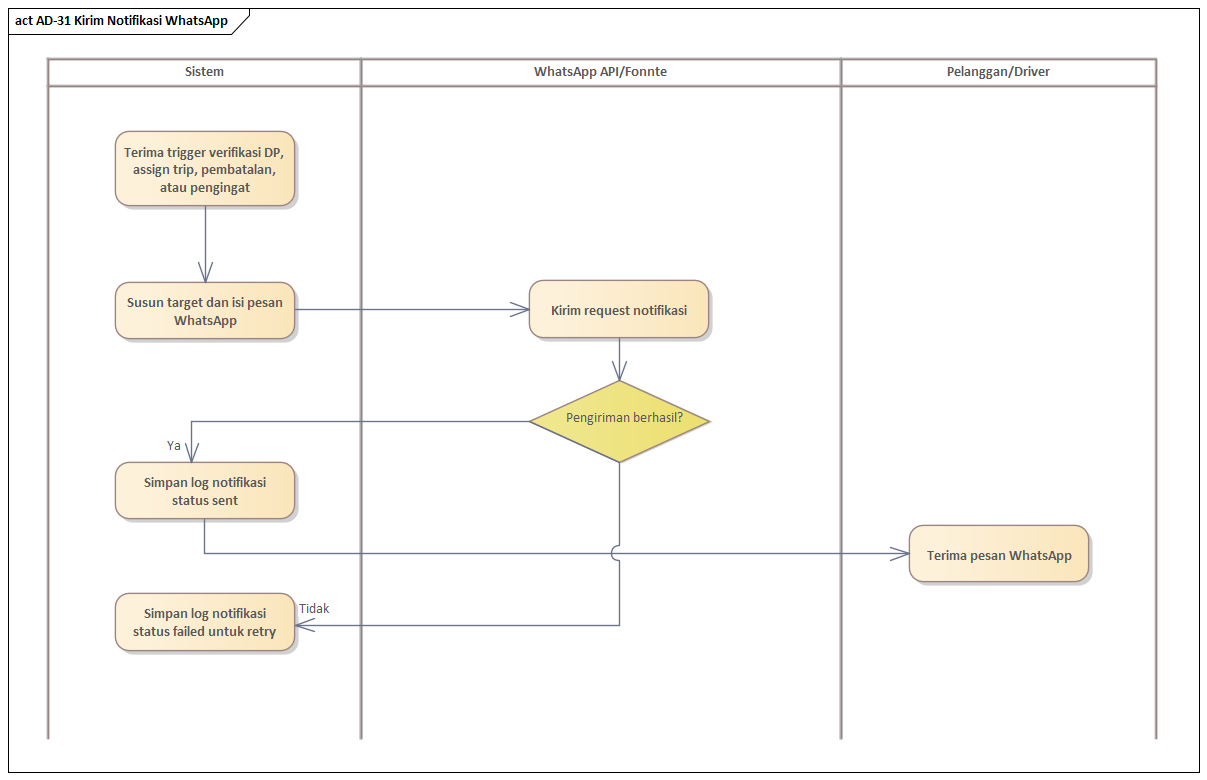 act AD-31 Kirim Notifikasi WhatsApp
Sistem
WhatsApp API/Fonnte
Pelanggan/Driver
Terima trigger verifikasi DP,
assign trip, pembatalan,
atau pengingat
Susun target dan isi pesan
WhatsApp
Kirim request notifikasi
Pengiriman berhasil?
Ya
Simpan log notifikasi
status sent
Terima pesan WhatsApp
Tidak
Simpan log notifikasi
status failed untuk retry